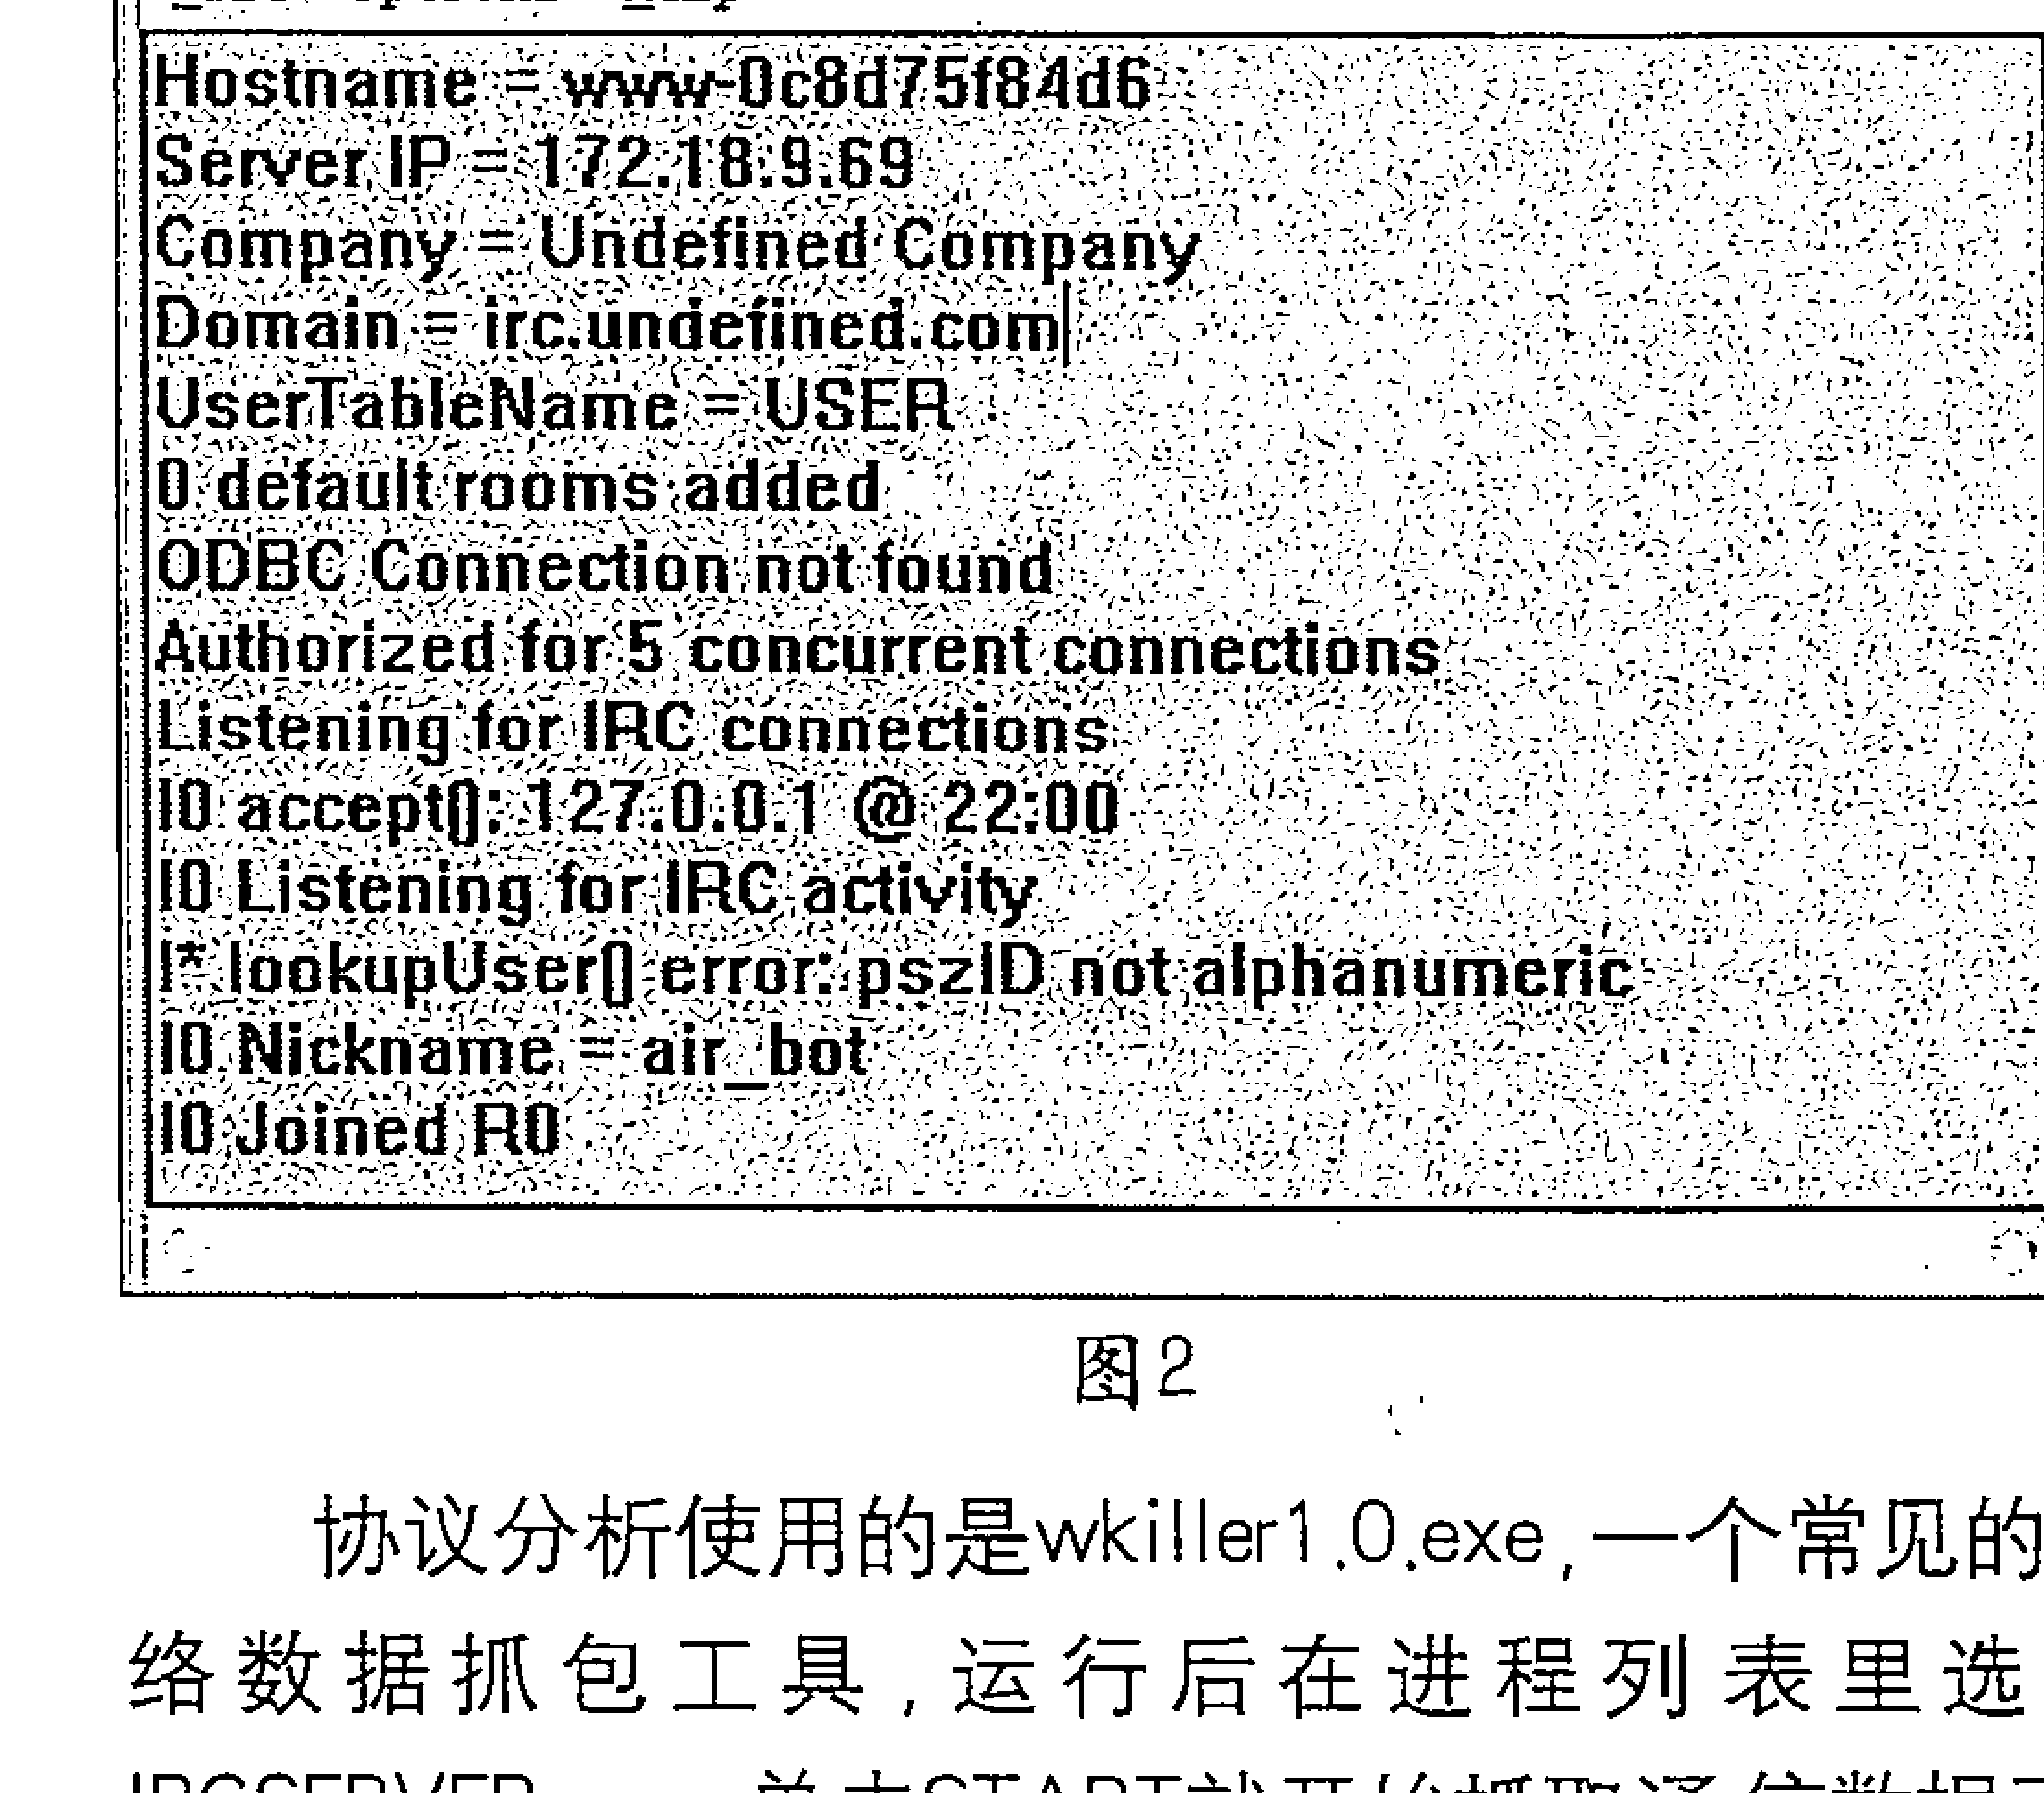 Hostname = www-0c8d75f84d6
Server IP = 172.18.9.69
Company = Undefined Company
Domain = irc.undefined.com
UserTableName = USER
0 default rooms added
ODBC Connection not found
Authorized for 5 concurrent connections
Listening for IRC connections
I0 accept(): 127.0.0.1 @ 22:00
I0 Listening for IRC activity
I* lookupUser() error: pszID not alphanumeric
I0 Nickname = air_bot
I0 Joined R0
图2
协议分析使用的是wkiller1.0.exe,一个常见的
络数据抓包工具,运行后在进程列表里选